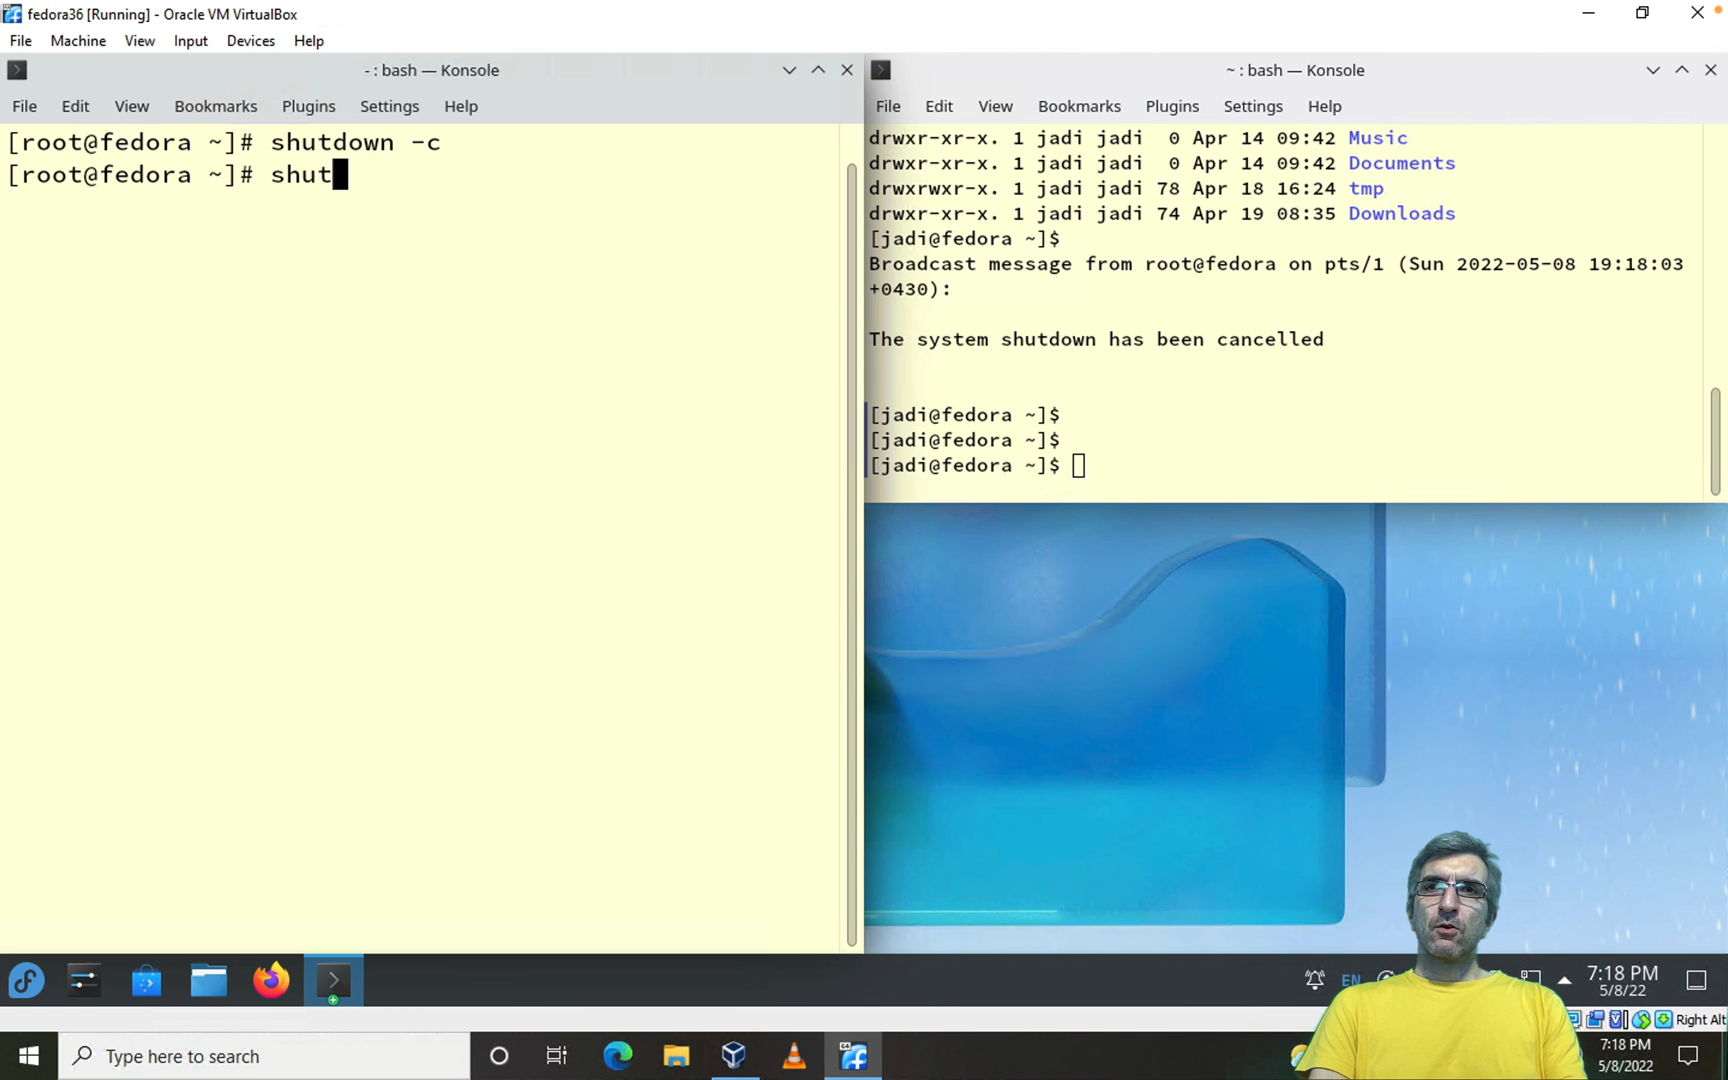 fedora36 [Running] - Oracle VM VirtualBox
File Machine View Input Devices Help
- : bash — Konsole
File Edit View Bookmarks Plugins Settings Help
[root@fedora ~]# shutdown -c
[root@fedora ~]# shut
~ : bash — Konsole
File Edit View Bookmarks Plugins Settings Help
drwxr-xr-x. 1 jadi jadi 0 Apr 14 09:42 Music
drwxr-xr-x. 1 jadi jadi 0 Apr 14 09:42 Documents
drwxrwxr-x. 1 jadi jadi 78 Apr 18 16:24 tmp
drwxr-xr-x. 1 jadi jadi 74 Apr 19 08:35 Downloads
[jadi@fedora ~]$
Broadcast message from root@fedora on pts/1 (Sun 2022-05-08 19:18:03
+0430):
The system shutdown has been cancelled
[jadi@fedora ~]$
[jadi@fedora ~]$
[jadi@fedora ~]$
EN
7:18 PM
5/8/22
Right Alt
Type here to search
64
7:18 PM
5/8/2022